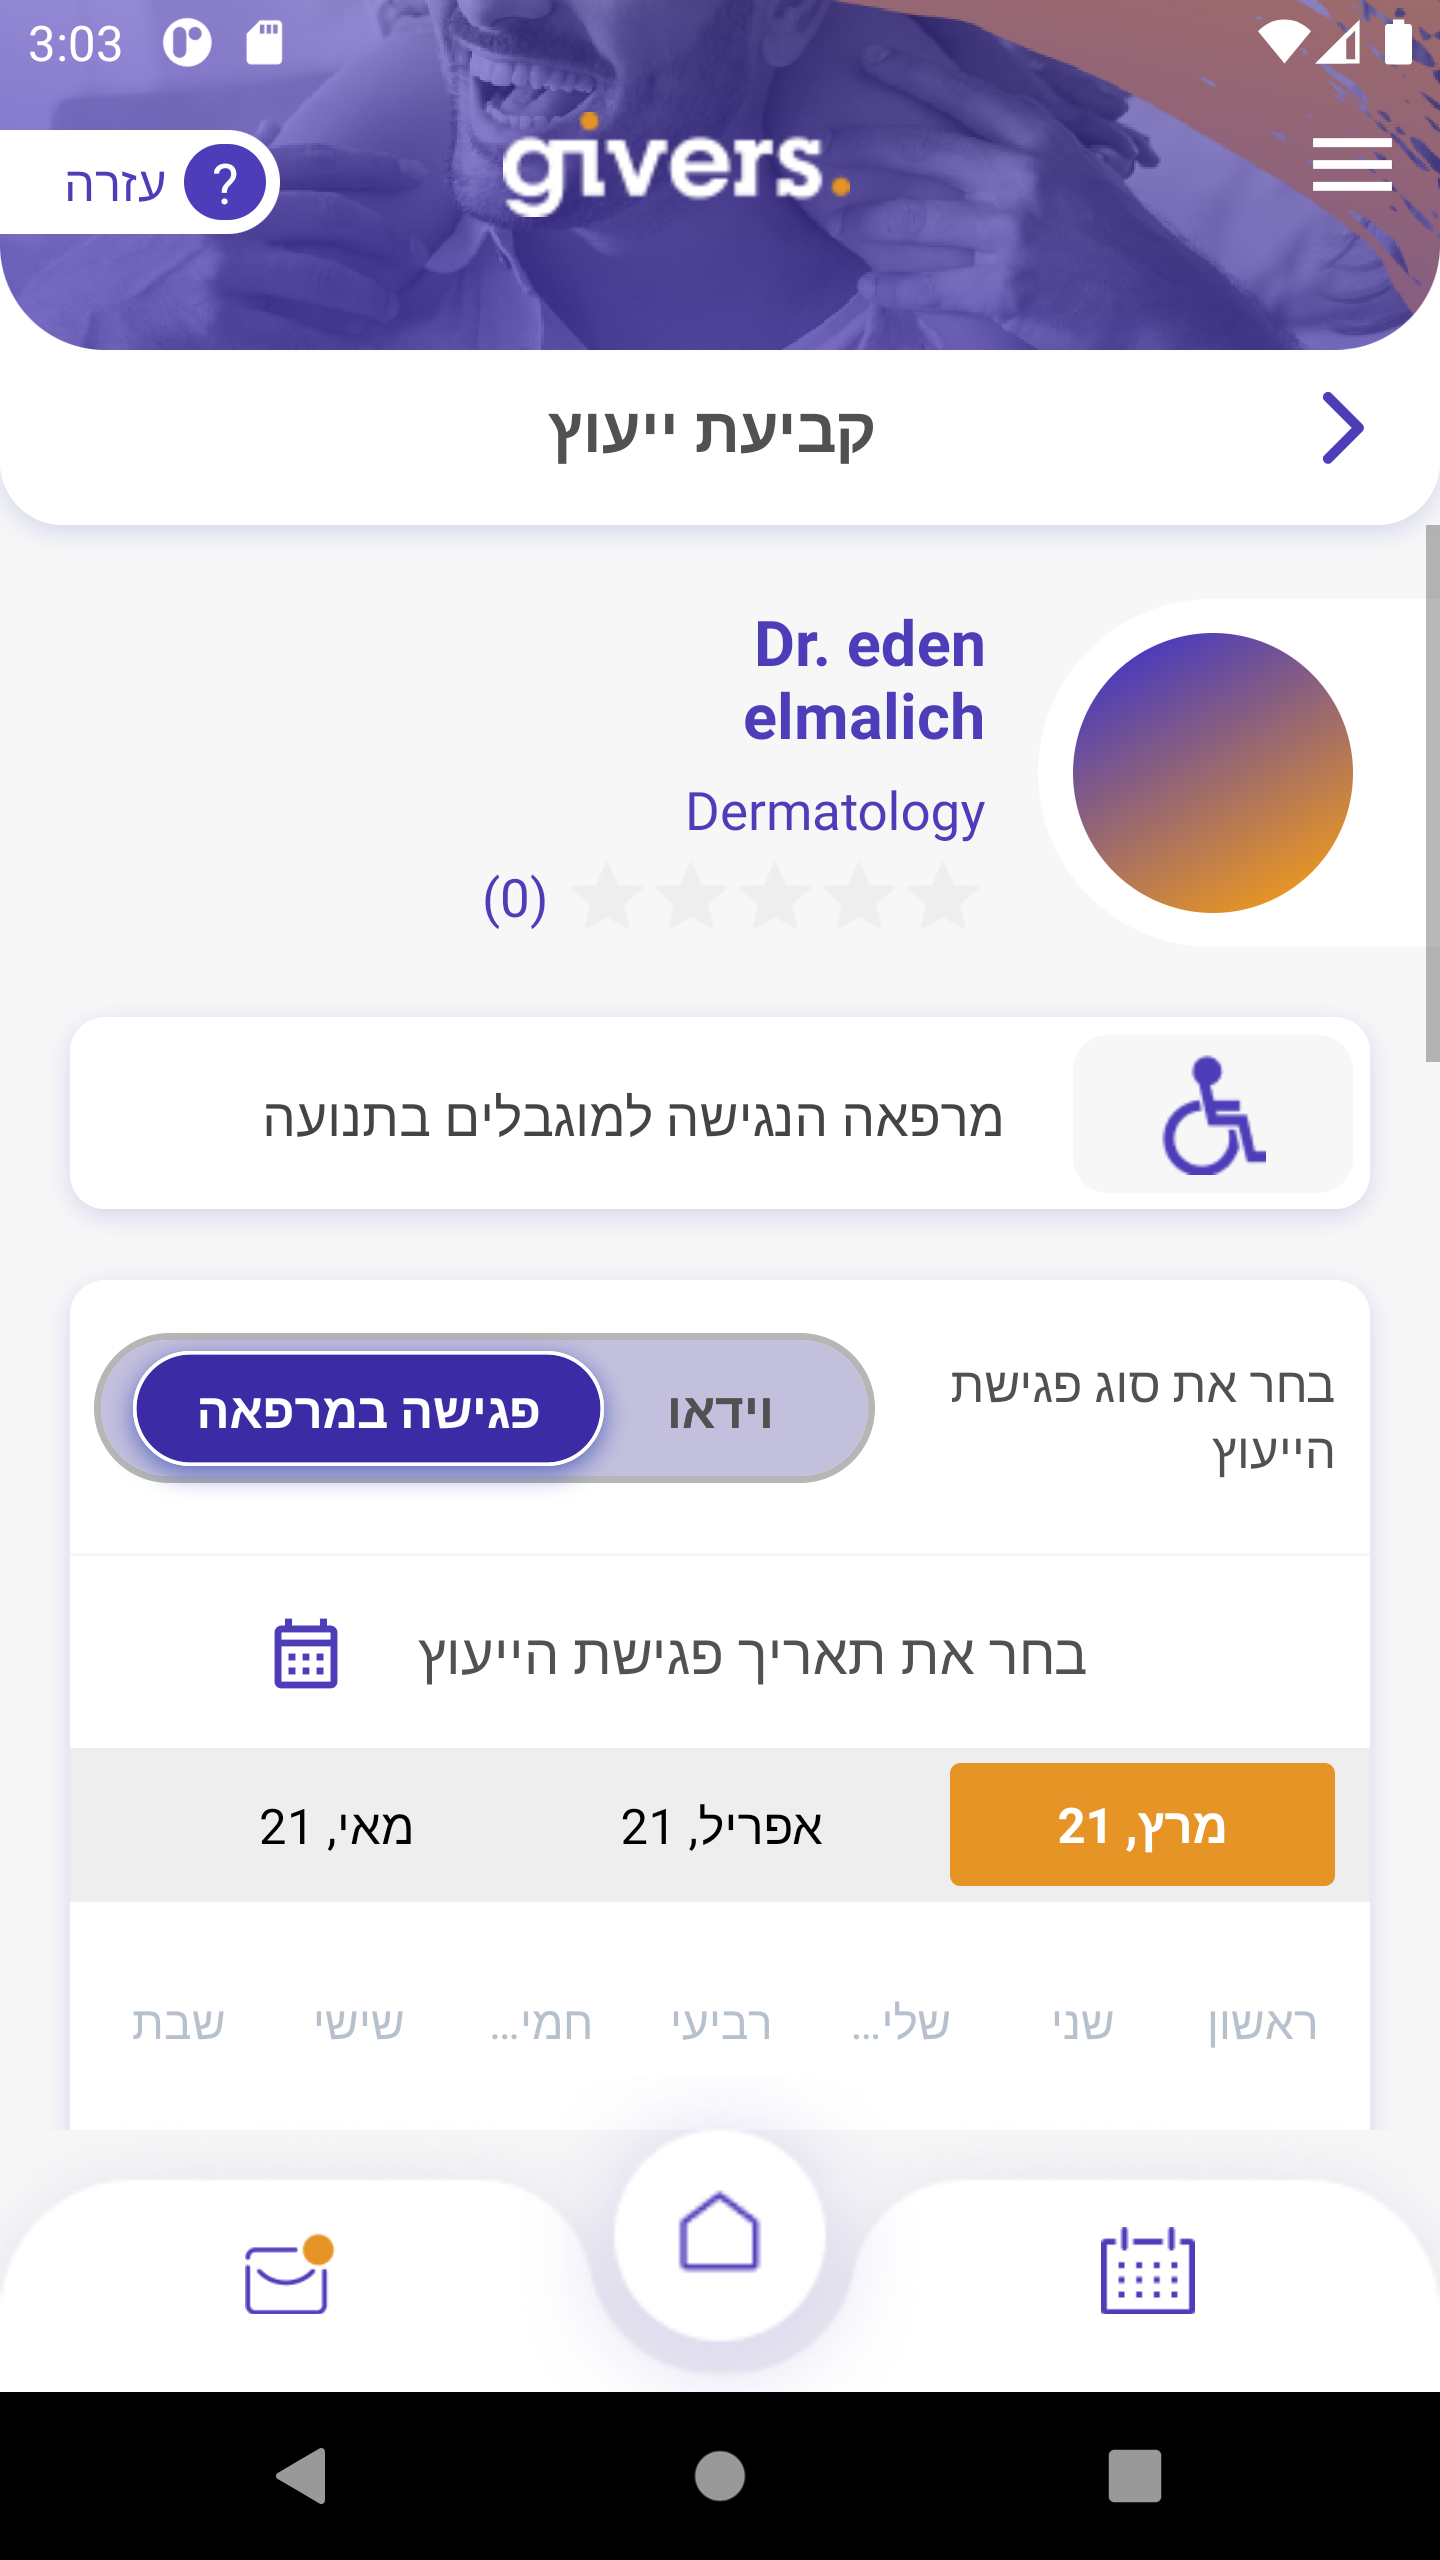 3:03
עזרה ?
givers.
קביעת ייעוץ
Dr. eden
elmalich
Dermatology
(0)
מרפאה הנגישה למוגבלים בתנועה
בחר את סוג פגישת
הייעוץ
וידאו
פגישה במרפאה
בחר את תאריך פגישת הייעוץ
מרץ, 21 אפריל, 21 מאי, 21
ראשון שני שלי... רביעי חמי... שישי שבת